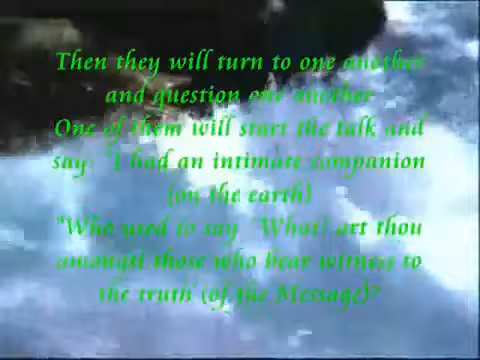 Then they will turn to one another
and question one another
One of them will start the talk and
say: "I had an intimate companion
(on the earth)
"Who used to say, What! art thou
amongst those who bear witness to
the truth (of the Message)?